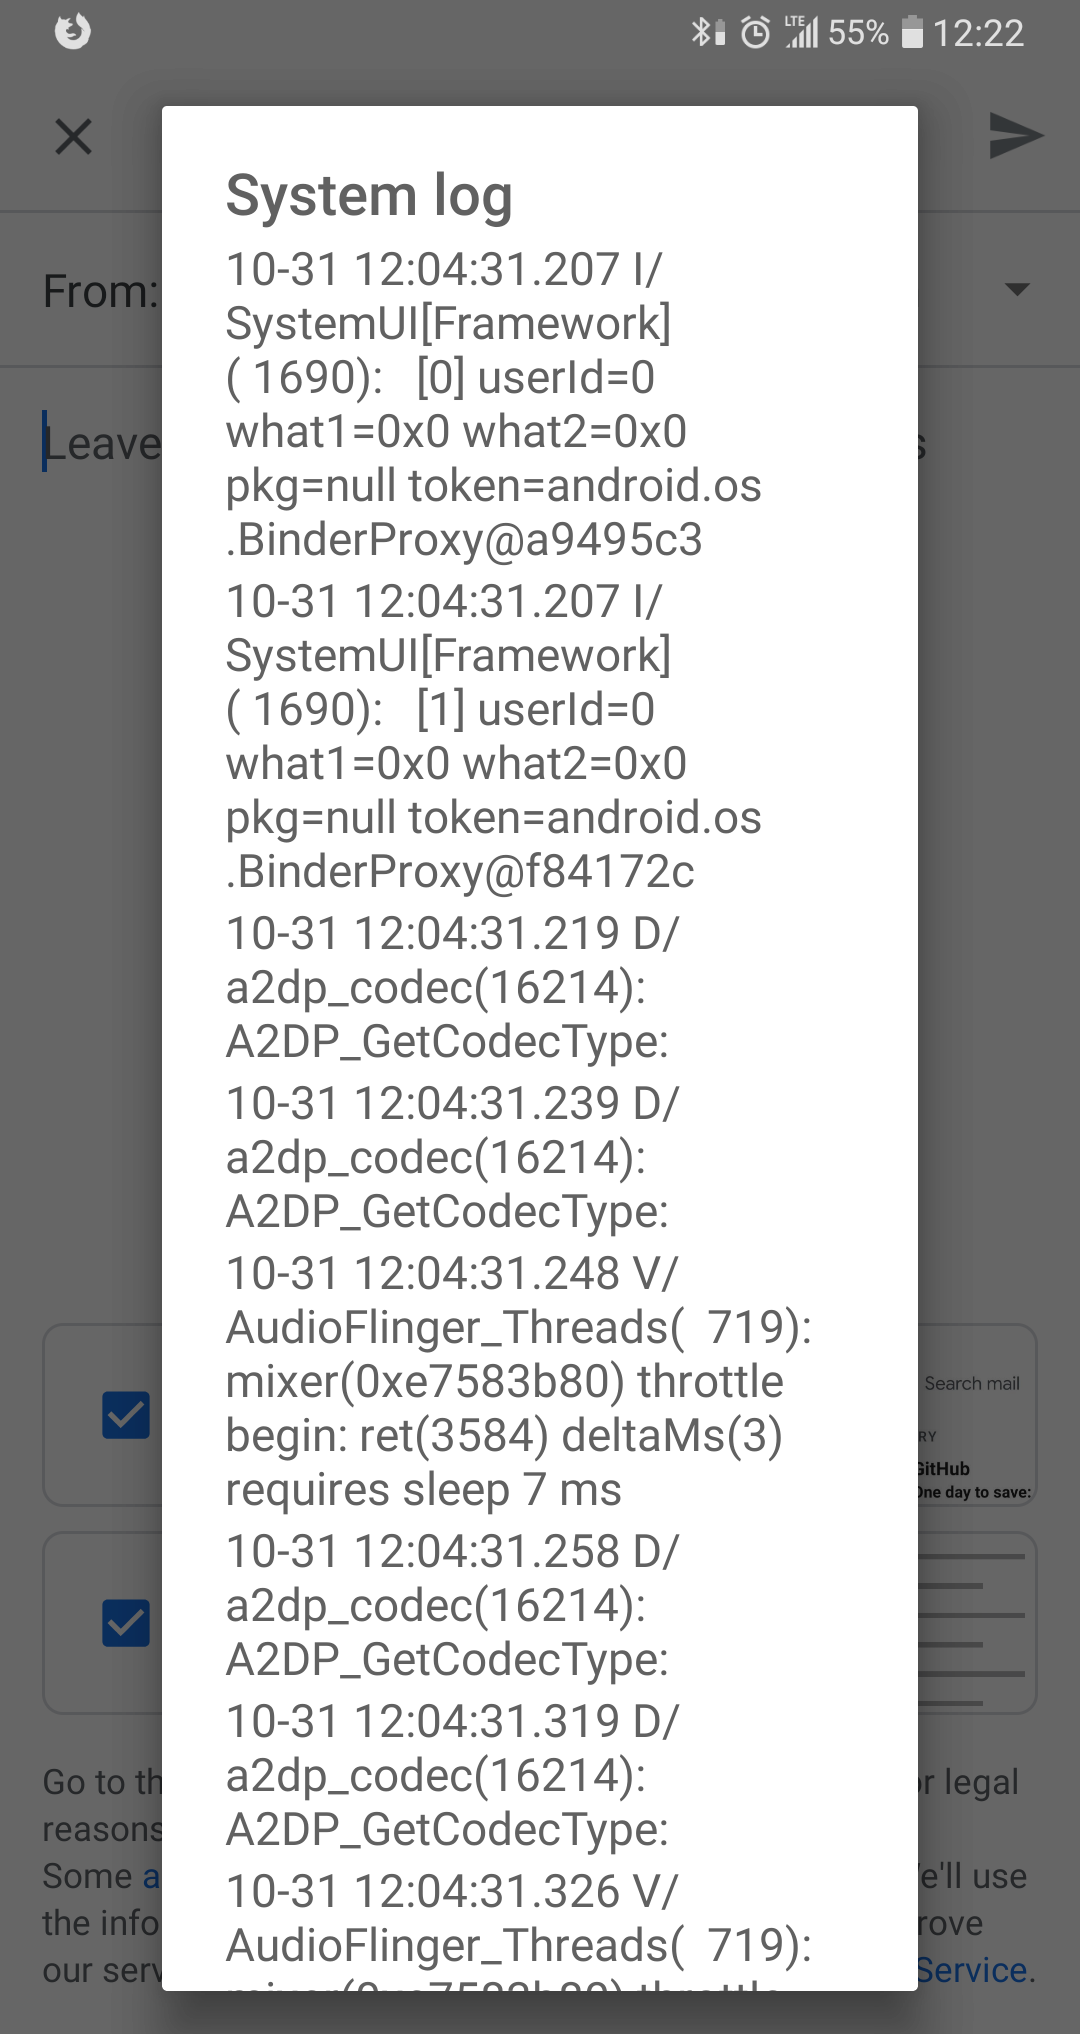 LTE 55% 12:22
System log
From:
Leave
s
10-31 12:04:31.207 I/
SystemUI[Framework]
( 1690):   [0] userId=0
what1=0x0 what2=0x0
pkg=null token=android.os
.BinderProxy@a9495c3
10-31 12:04:31.207 I/
SystemUI[Framework]
( 1690):   [1] userId=0
what1=0x0 what2=0x0
pkg=null token=android.os
.BinderProxy@f84172c
10-31 12:04:31.219 D/
a2dp_codec(16214):
A2DP_GetCodecType:
10-31 12:04:31.239 D/
a2dp_codec(16214):
A2DP_GetCodecType:
10-31 12:04:31.248 V/
AudioFlinger_Threads(  719):
mixer(0xe7583b80) throttle
begin: ret(3584) deltaMs(3)
requires sleep 7 ms
10-31 12:04:31.258 D/
a2dp_codec(16214):
A2DP_GetCodecType:
10-31 12:04:31.319 D/
a2dp_codec(16214):
A2DP_GetCodecType:
10-31 12:04:31.326 V/
AudioFlinger_Threads(  719):
Search mail
RY
GitHub
One day to save:
Go to th
r legal
reasons
Some a
e'll use
the info
rove
our serv
Service.